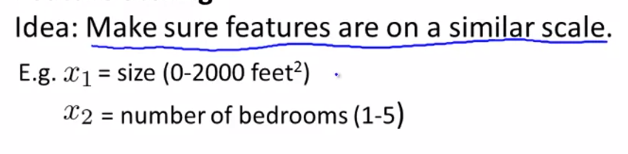 Idea: Make sure features are on a similar scale.
E.g. x₁ = size (0-2000 feet²)
x₂ = number of bedrooms (1-5)